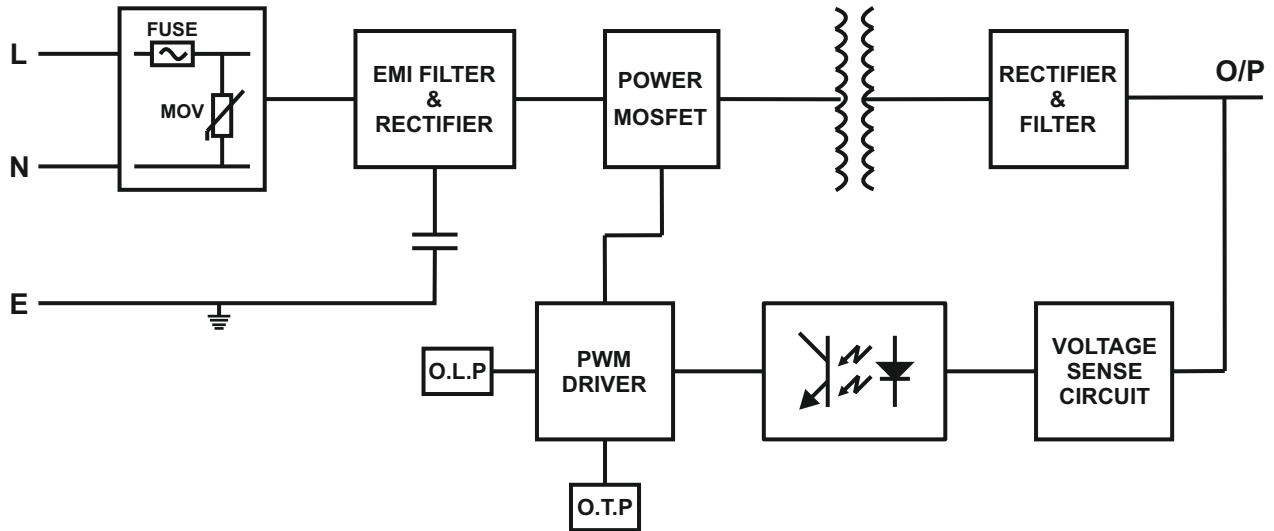 L
FUSE
MOV
N
EMI FILTER
&
RECTIFIER
POWER
MOSFET
RECTIFIER
&
FILTER
O/P
E
O.L.P
PWM
DRIVER
O.T.P
VOLTAGE
SENSE
CIRCUIT